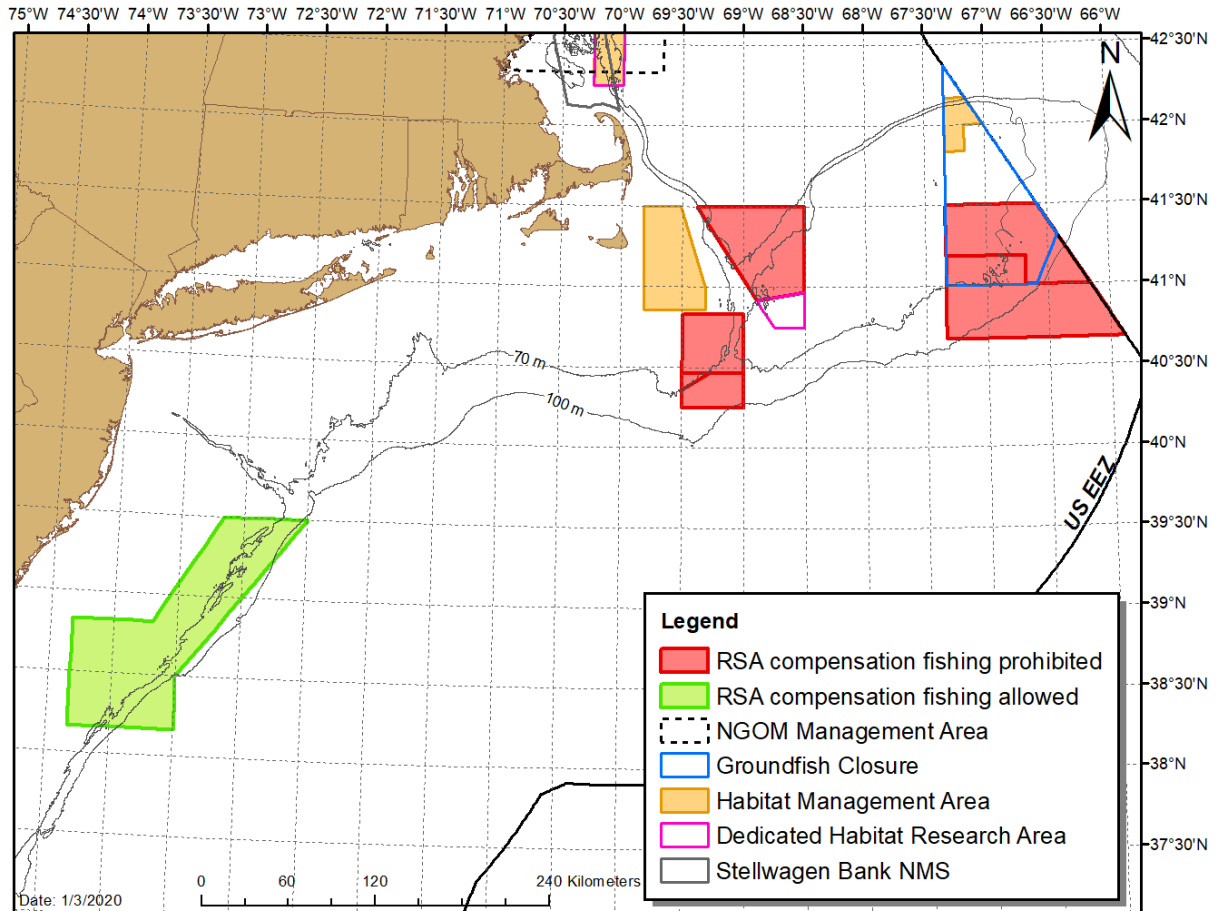 75°W 74°30'W 74°W 73°30'W 73°W 72°30'W 72°W 71°30'W 71°W 70°30'W 70°W 69°30'W 69°W 68°30'W 68°W 67°30'W 67°W 66°30'W 66°W
42°30'N
N
42°N
41°30'N
41°N
40°30'N
70 m
100 m
40°N
US EEZ
39°30'N
39°N
Legend
RSA compensation fishing prohibited
RSA compensation fishing allowed
NGOM Management Area
Groundfish Closure
Habitat Management Area
Dedicated Habitat Research Area
Stellwagen Bank NMS
38°30'N
38°N
37°30'N
0 60 120 240 Kilometers
Date: 1/3/2020